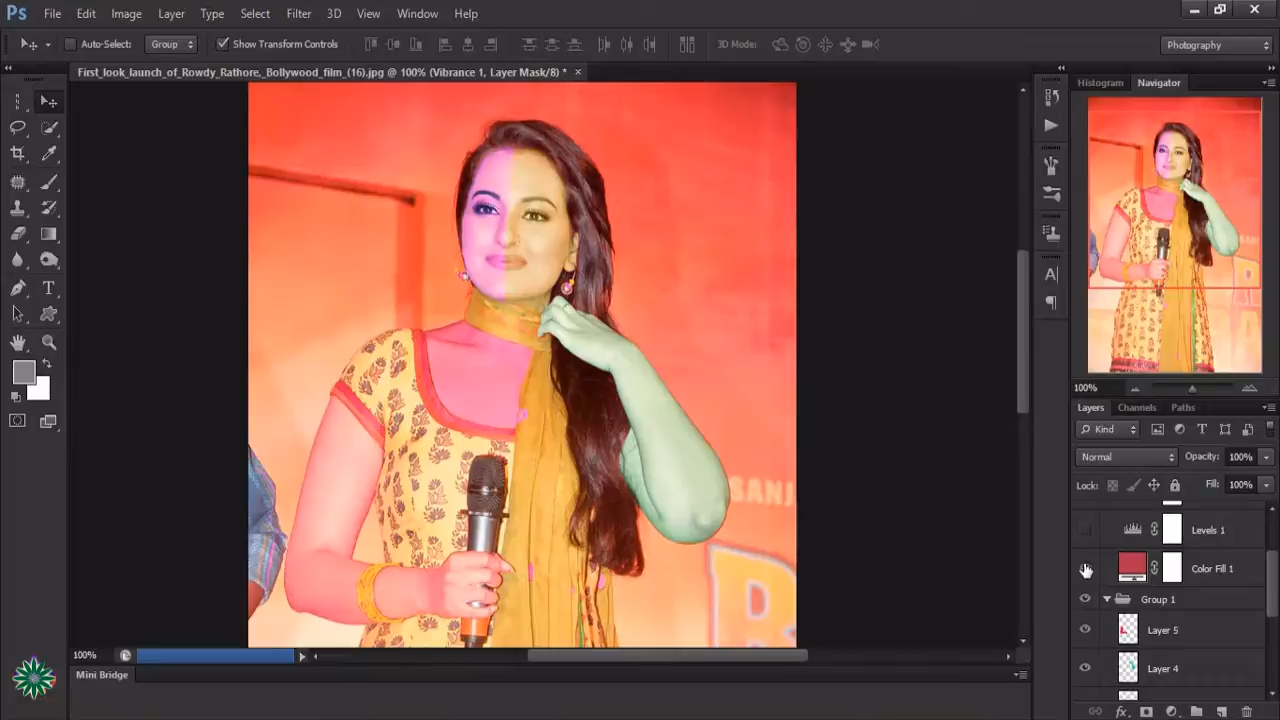 Ps File Edit Image Layer Type Select Filter 3D View Window Help
Auto-Select: Group Show Transform Controls 3D Mode: Photography
First_look_launch_of_Rowdy_Rathore,_Bollywood_film_(16).jpg @ 100% (Vibrance 1, Layer Mask/8) * ×
Histogram Navigator
100%
Layers Channels Paths
Kind
Normal Opacity: 100%
Lock: Fill: 100%
Levels 1
Color Fill 1
Group 1
Layer 5
Layer 4
SANJ
100%
Mini Bridge
fx